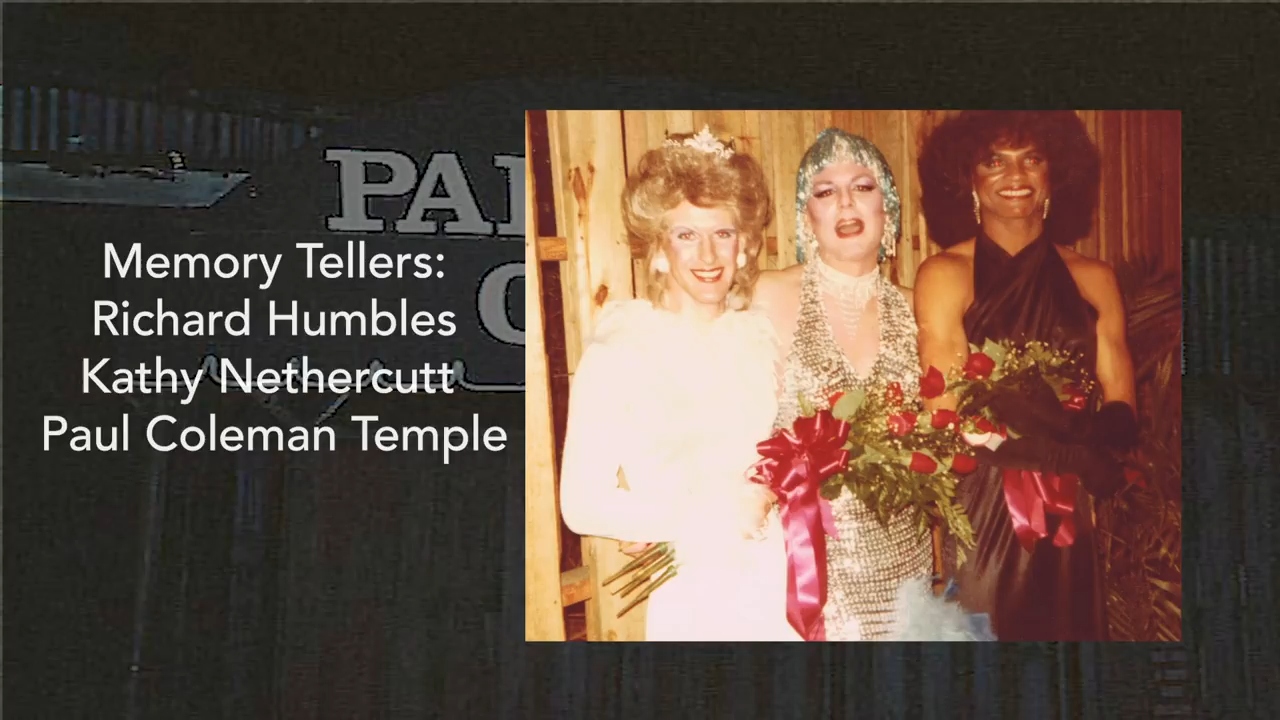 Memory Tellers:
Richard Humbles
Kathy Nethercutt
Paul Coleman Temple